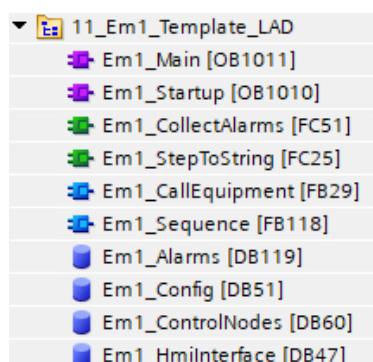 11_Em1_Template_LAD
Em1_Main [OB1011]
Em1_Startup [OB1010]
Em1_CollectAlarms [FC51]
Em1_StepToString [FC25]
Em1_CallEquipment [FB29]
Em1_Sequence [FB118]
Em1_Alarms [DB119]
Em1_Config [DB51]
Em1_ControlNodes [DB60]
Em1_HmiInterface [DB47]